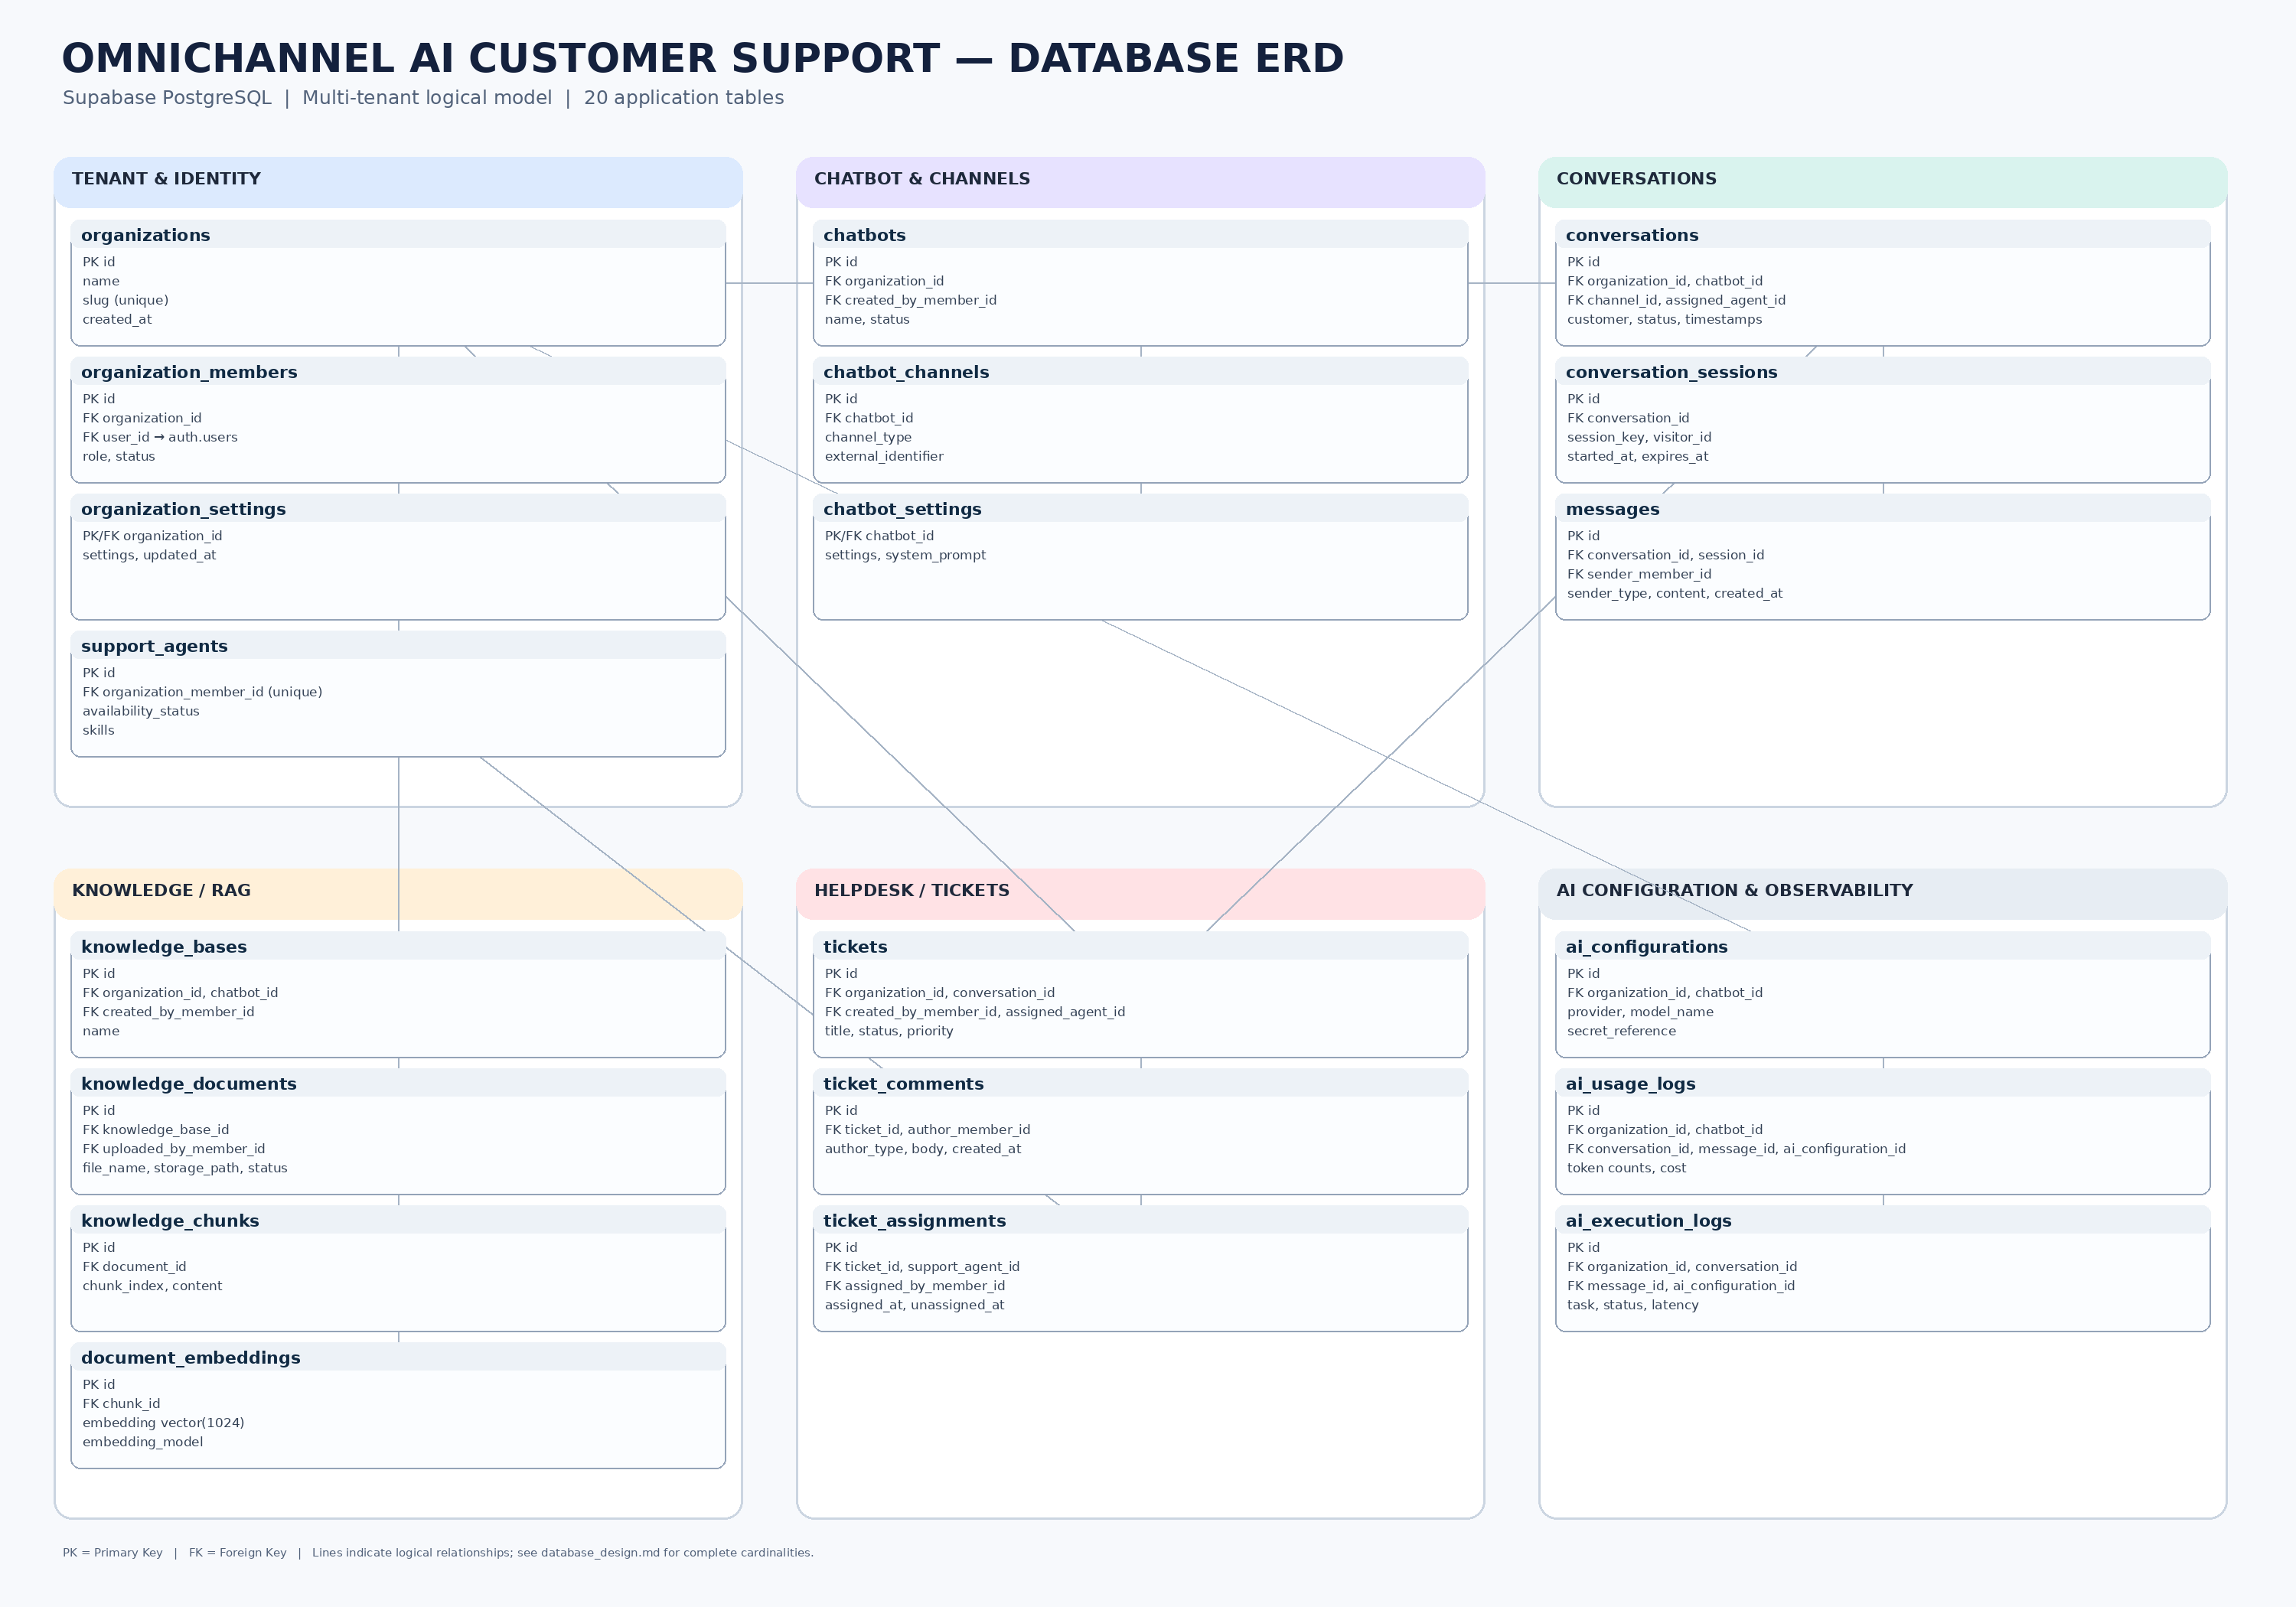 OMNICHANNEL AI CUSTOMER SUPPORT — DATABASE ERD
Supabase PostgreSQL | Multi-tenant logical model | 20 application tables
TENANT & IDENTITY
organizations
PK id
name
slug (unique)
created_at
organization_members
PK id
FK organization_id
FK user_id → auth.users
role, status
organization_settings
PK/FK organization_id
settings, updated_at
support_agents
PK id
FK organization_member_id (unique)
availability_status
skills
CHATBOT & CHANNELS
chatbots
PK id
FK organization_id
FK created_by_member_id
name, status
chatbot_channels
PK id
FK chatbot_id
channel_type
external_identifier
chatbot_settings
PK/FK chatbot_id
settings, system_prompt
CONVERSATIONS
conversations
PK id
FK organization_id, chatbot_id
FK channel_id, assigned_agent_id
customer, status, timestamps
conversation_sessions
PK id
FK conversation_id
session_key, visitor_id
started_at, expires_at
messages
PK id
FK conversation_id, session_id
FK sender_member_id
sender_type, content, created_at
KNOWLEDGE / RAG
knowledge_bases
PK id
FK organization_id, chatbot_id
FK created_by_member_id
name
knowledge_documents
PK id
FK knowledge_base_id
FK uploaded_by_member_id
file_name, storage_path, status
knowledge_chunks
PK id
FK document_id
chunk_index, content
document_embeddings
PK id
FK chunk_id
embedding vector(1024)
embedding_model
HELPDESK / TICKETS
tickets
PK id
FK organization_id, conversation_id
FK created_by_member_id, assigned_agent_id
title, status, priority
ticket_comments
PK id
FK ticket_id, author_member_id
author_type, body, created_at
ticket_assignments
PK id
FK ticket_id, support_agent_id
FK assigned_by_member_id
assigned_at, unassigned_at
AI CONFIGURATION & OBSERVABILITY
ai_configurations
PK id
FK organization_id, chatbot_id
provider, model_name
secret_reference
ai_usage_logs
PK id
FK organization_id, chatbot_id
FK conversation_id, message_id, ai_configuration_id
token counts, cost
ai_execution_logs
PK id
FK organization_id, conversation_id
FK message_id, ai_configuration_id
task, status, latency
PK = Primary Key | FK = Foreign Key | Lines indicate logical relationships; see database_design.md for complete cardinalities.